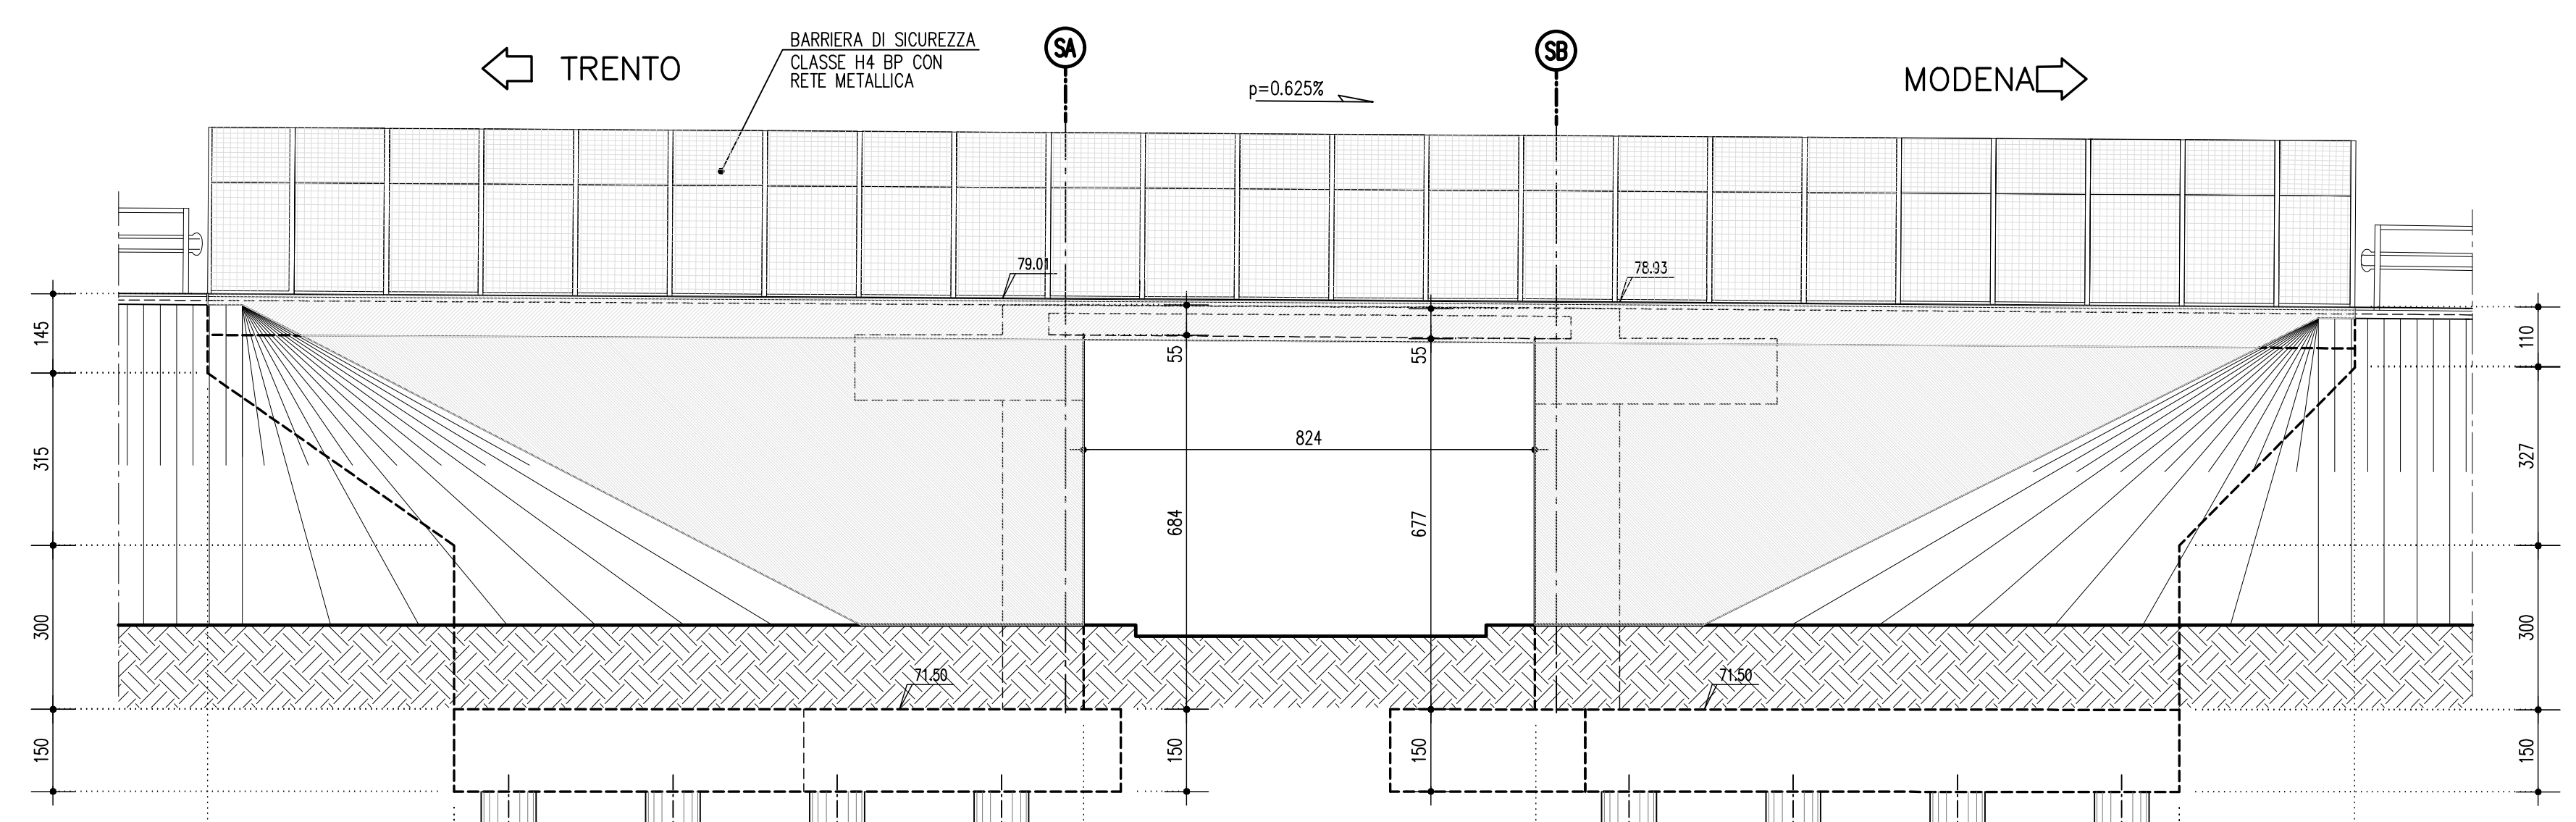 TRENTO
BARRIERA DI SICUREZZA
CLASSE H4 BP CON
RETE METALLICA
SA
p=0.625%
SB
MODENA
79.01
78.93
145
55
55
110
824
315
327
684
677
300
300
71.50
71.50
150
150
150
150